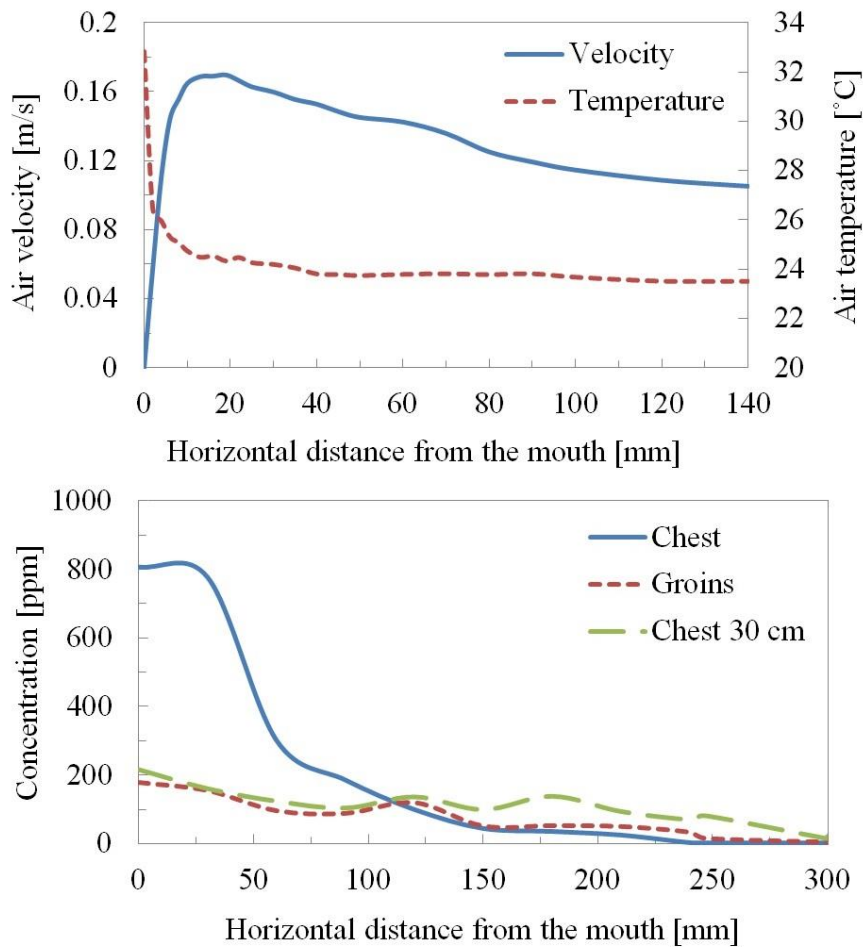 0.2
0.16
0.12
0.08
0.04
0
Air velocity [m/s]
Velocity
Temperature
34
32
30
28
26
24
22
20
Air temperature [°C]
0 20 40 60 80 100 120 140
Horizontal distance from the mouth [mm]
1000
800
600
400
200
0
Concentration [ppm]
Chest
Groins
Chest 30 cm
0 50 100 150 200 250 300
Horizontal distance from the mouth [mm]